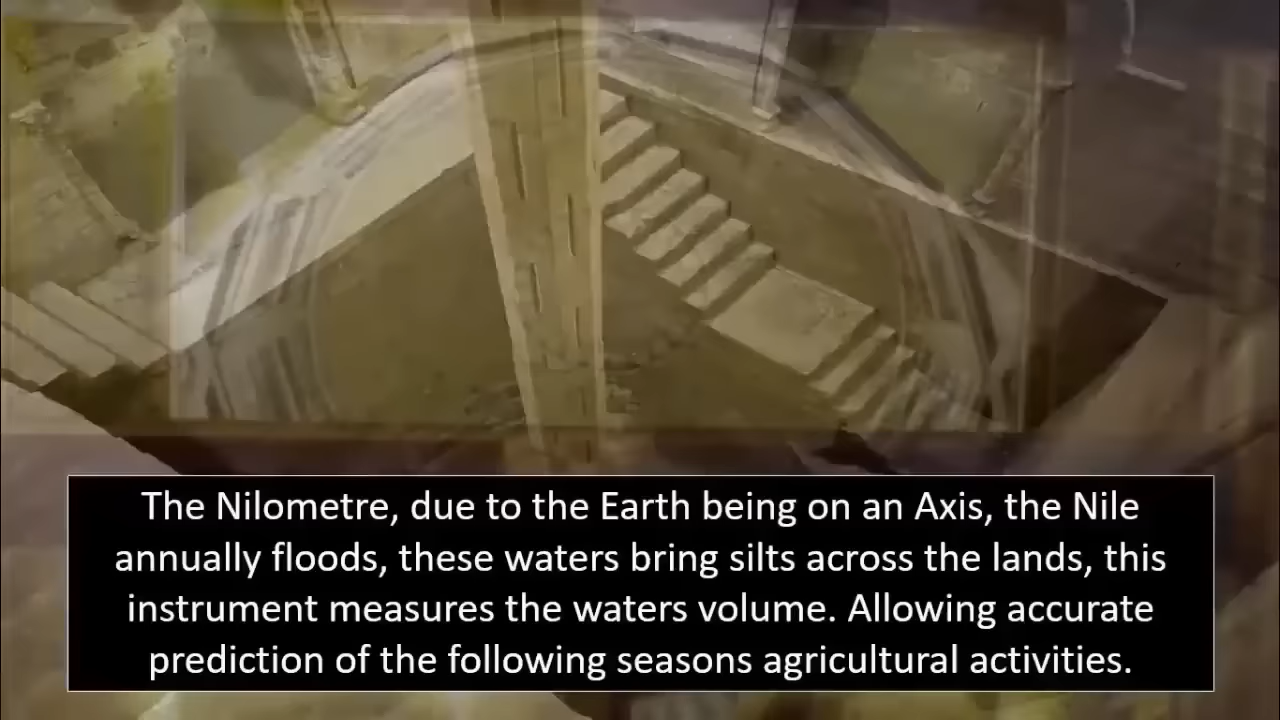 The Nilometre, due to the Earth being on an Axis, the Nile
annually floods, these waters bring silts across the lands, this
instrument measures the waters volume. Allowing accurate
prediction of the following seasons agricultural activities.